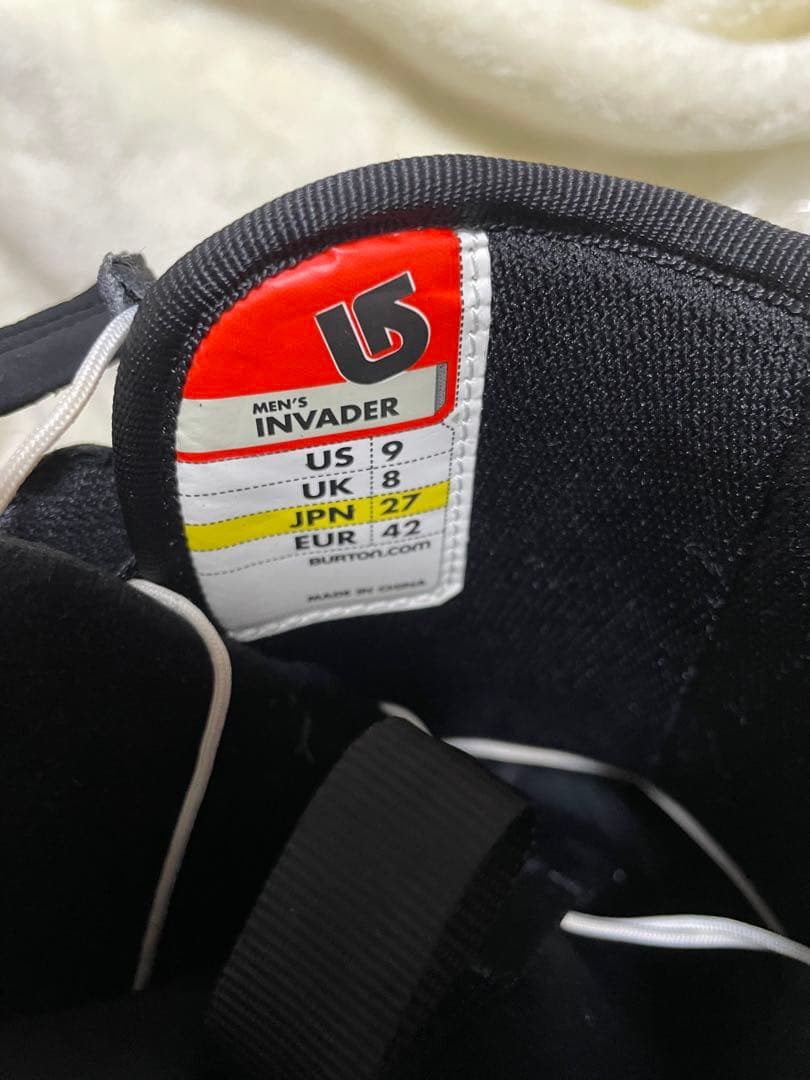 MEN'S
INVADER
US 9
UK 8
JPN 27
EUR 42
BURTON.COM
MADE IN CHINA